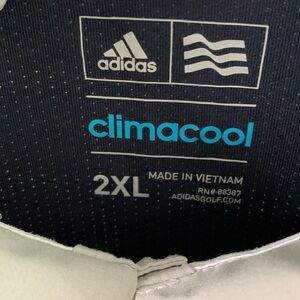 adidas
climacool
2XL
MADE IN VIETNAM
RN#-88387
ADIDASGOLF.COM